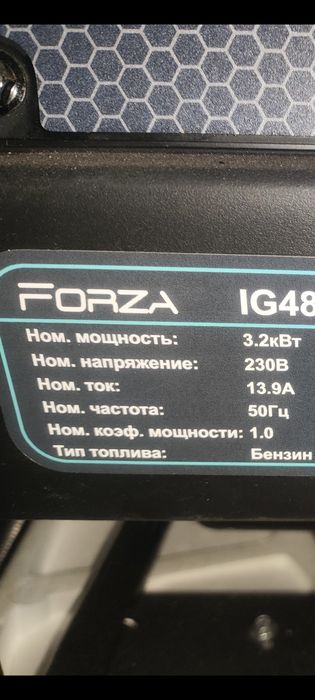 FORZA IG48
Ном. мощность: 3.2кВт
Ном. напряжение: 230В
Ном. ток: 13.9А
Ном. частота: 50Гц
Ном. коэф. мощности: 1.0
Тип топлива: Бензин